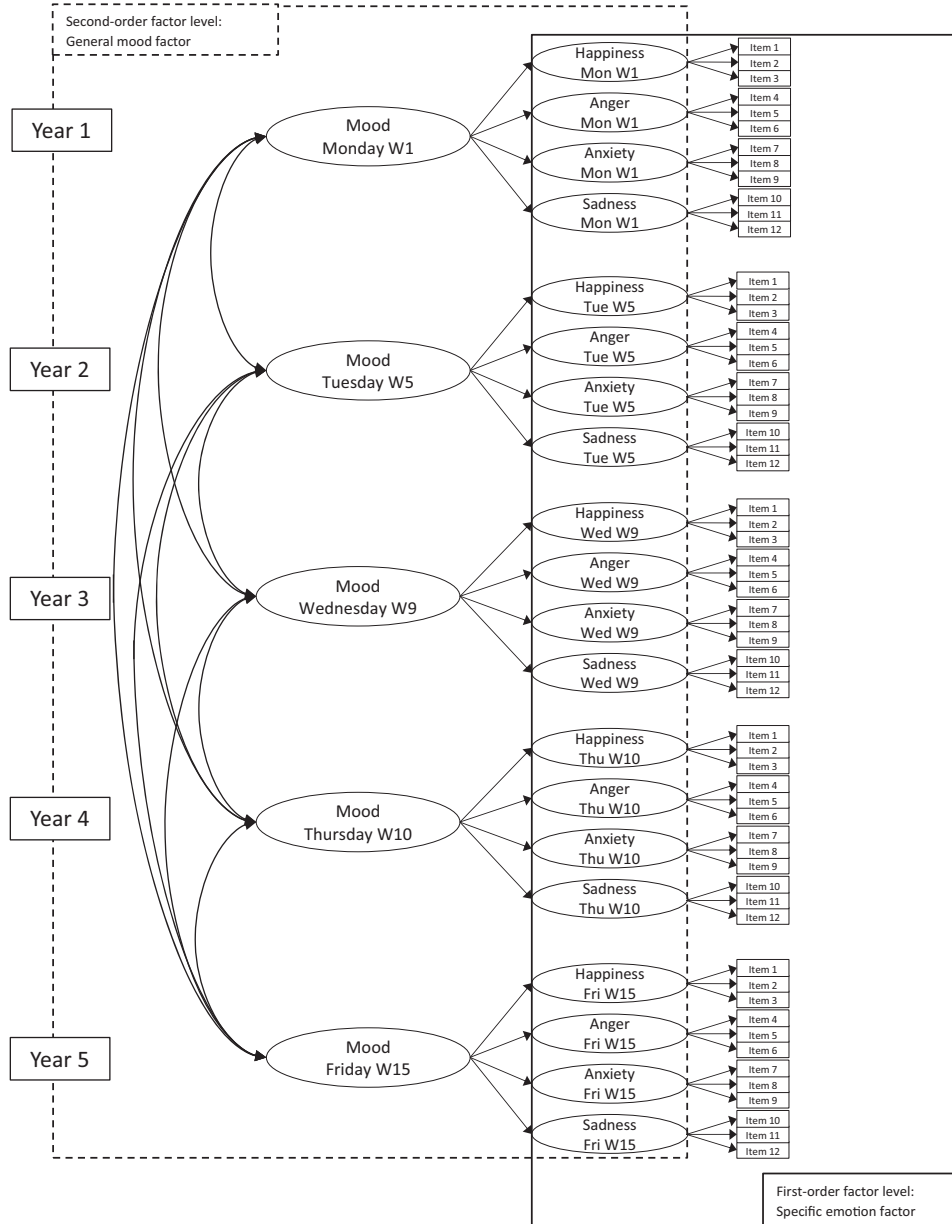 Second-order factor level:
General mood factor
Year 1
Mood
Monday W1
Happiness
Mon W1
Item 1
Item 2
Item 3
Anger
Mon W1
Item 4
Item 5
Item 6
Anxiety
Mon W1
Item 7
Item 8
Item 9
Sadness
Mon W1
Item 10
Item 11
Item 12
Year 2
Mood
Tuesday W5
Happiness
Tue W5
Item 1
Item 2
Item 3
Anger
Tue W5
Item 4
Item 5
Item 6
Anxiety
Tue W5
Item 7
Item 8
Item 9
Sadness
Tue W5
Item 10
Item 11
Item 12
Year 3
Mood
Wednesday W9
Happiness
Wed W9
Item 1
Item 2
Item 3
Anger
Wed W9
Item 4
Item 5
Item 6
Anxiety
Wed W9
Item 7
Item 8
Item 9
Sadness
Wed W9
Item 10
Item 11
Item 12
Year 4
Mood
Thursday W10
Happiness
Thu W10
Item 1
Item 2
Item 3
Anger
Thu W10
Item 4
Item 5
Item 6
Anxiety
Thu W10
Item 7
Item 8
Item 9
Sadness
Thu W10
Item 10
Item 11
Item 12
Year 5
Mood
Friday W15
Happiness
Fri W15
Item 1
Item 2
Item 3
Anger
Fri W15
Item 4
Item 5
Item 6
Anxiety
Fri W15
Item 7
Item 8
Item 9
Sadness
Fri W15
Item 10
Item 11
Item 12
First-order factor level:
Specific emotion factor